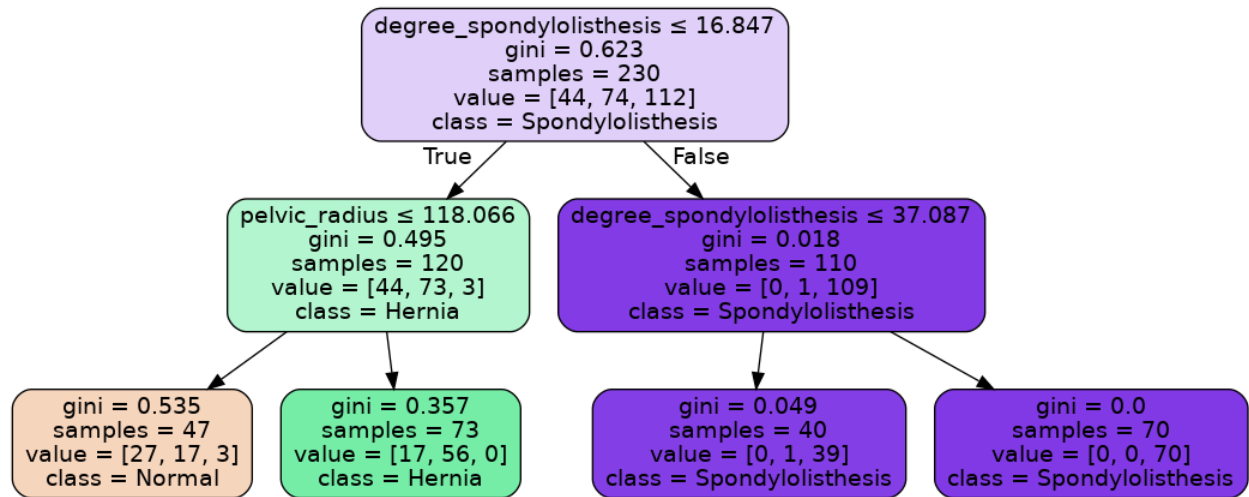 degree_spondylolisthesis ≤ 16.847
gini = 0.623
samples = 230
value = [44, 74, 112]
class = Spondylolisthesis
True
False
pelvic_radius ≤ 118.066
gini = 0.495
samples = 120
value = [44, 73, 3]
class = Hernia
degree_spondylolisthesis ≤ 37.087
gini = 0.018
samples = 110
value = [0, 1, 109]
class = Spondylolisthesis
gini = 0.535
samples = 47
value = [27, 17, 3]
class = Normal
gini = 0.357
samples = 73
value = [17, 56, 0]
class = Hernia
gini = 0.049
samples = 40
value = [0, 1, 39]
class = Spondylolisthesis
gini = 0.0
samples = 70
value = [0, 0, 70]
class = Spondylolisthesis